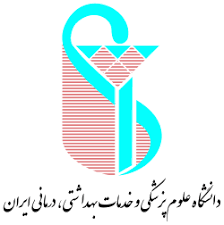 دانشگاه علوم پزشکی و خدمات بهداشتی، درمانی ایران